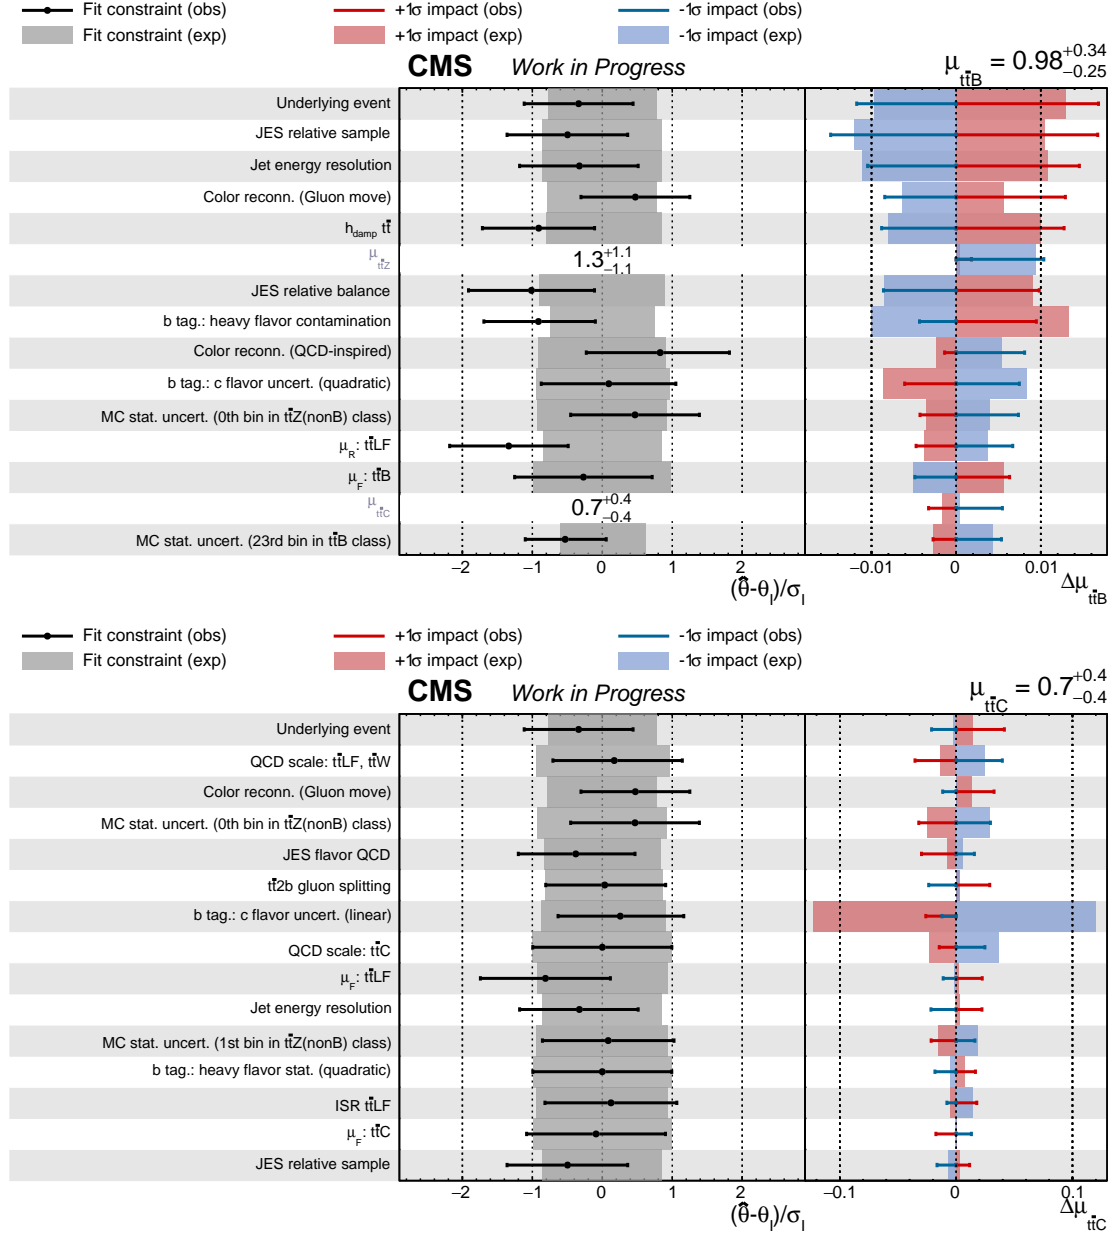 Fit constraint (obs) +1σ impact (obs) -1σ impact (obs)
Fit constraint (exp) +1σ impact (exp) -1σ impact (exp)
CMS Work in Progress μ_tt̄B = 0.98 +0.34 −0.25
Underlying event
JES relative sample
Jet energy resolution
Color reconn. (Gluon move)
h_damp tt̄
μ_tt̄Z 1.3 +1.1 −1.1
JES relative balance
b tag.: heavy flavor contamination
Color reconn. (QCD-inspired)
b tag.: c flavor uncert. (quadratic)
MC stat. uncert. (0th bin in tt̄Z(nonB) class)
μ_R: tt̄LF
μ_F: tt̄B
μ_tt̄C 0.7 +0.4 −0.4
MC stat. uncert. (23rd bin in tt̄B class)
−2 −1 0 1 2 −0.01 0 0.01
(θ̂-θ_I)/σ_I Δμ_tt̄B
Fit constraint (obs) +1σ impact (obs) -1σ impact (obs)
Fit constraint (exp) +1σ impact (exp) -1σ impact (exp)
CMS Work in Progress μ_tt̄C = 0.7 +0.4 −0.4
Underlying event
QCD scale: tt̄LF, tt̄W
Color reconn. (Gluon move)
MC stat. uncert. (0th bin in tt̄Z(nonB) class)
JES flavor QCD
tt̄2b gluon splitting
b tag.: c flavor uncert. (linear)
QCD scale: tt̄C
μ_F: tt̄LF
Jet energy resolution
MC stat. uncert. (1st bin in tt̄Z(nonB) class)
b tag.: heavy flavor stat. (quadratic)
ISR tt̄LF
μ_F: tt̄C
JES relative sample
−2 −1 0 1 2 −0.1 0 0.1
(θ̂-θ_I)/σ_I Δμ_tt̄C